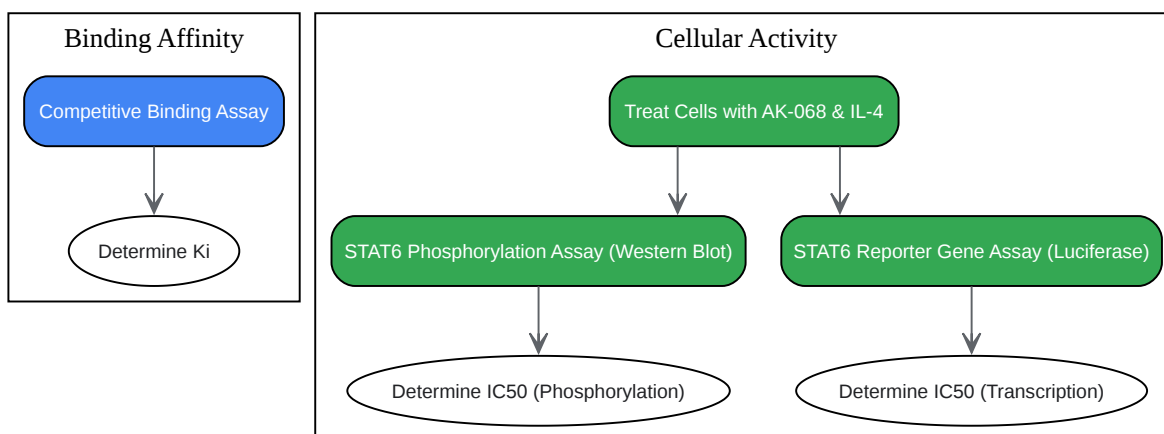 Binding Affinity
Competitive Binding Assay
Determine Ki
Cellular Activity
Treat Cells with AK-068 & IL-4
STAT6 Phosphorylation Assay (Western Blot)
STAT6 Reporter Gene Assay (Luciferase)
Determine IC50 (Phosphorylation)
Determine IC50 (Transcription)